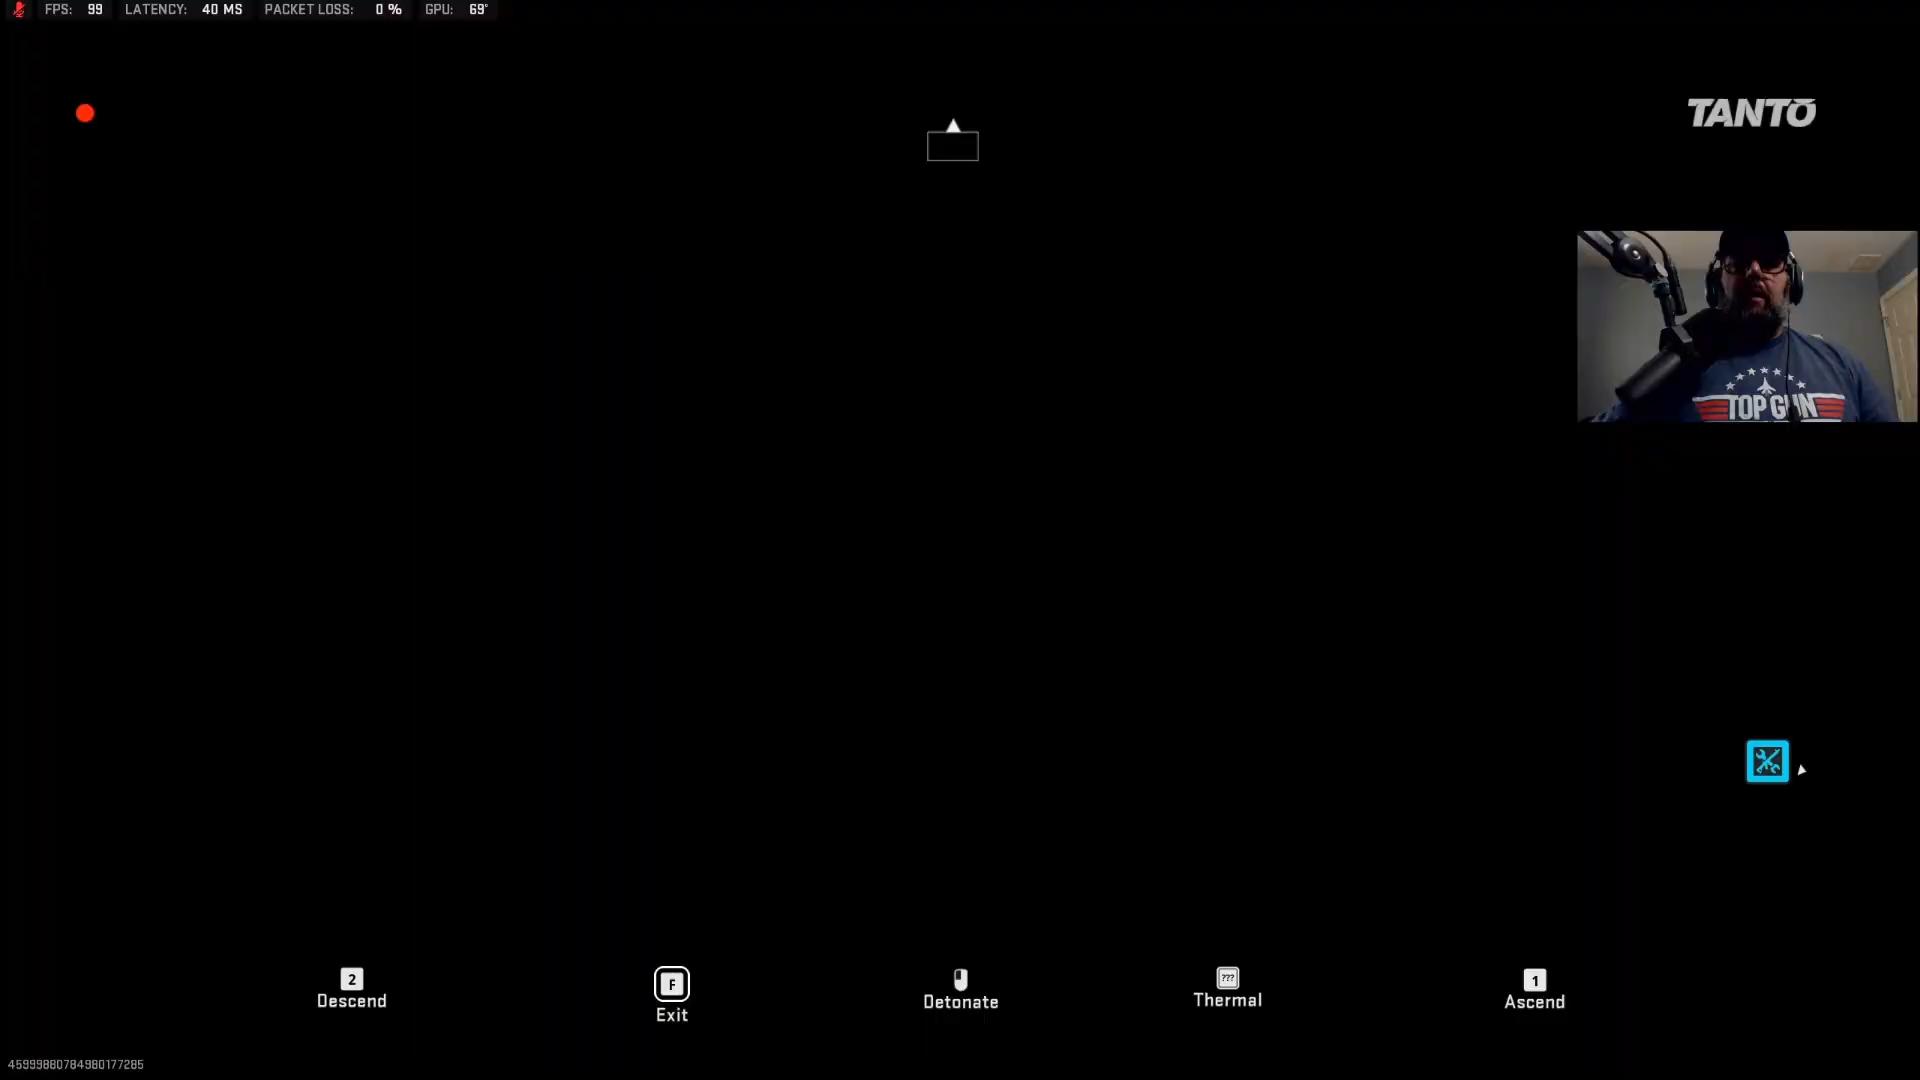 FPS: 99 LATENCY: 40 MS PACKET LOSS: 0 % GPU: 69°
TANTO
TOP GUN
2
Descend
F
Exit
Detonate
???
Thermal
1
Ascend
45999880784980177285